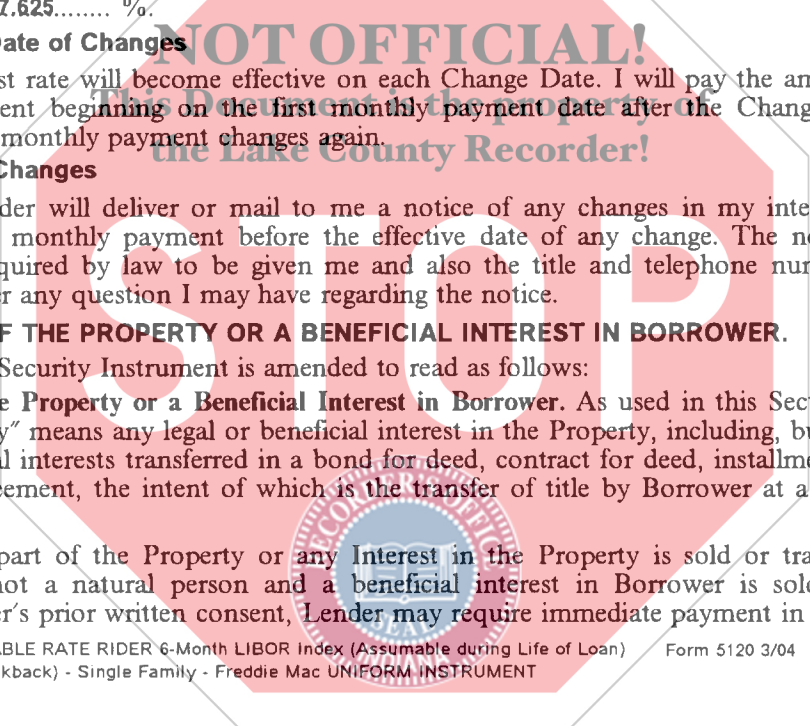 7.625........ %.
Date of Changes
NOT OFFICIAL!
st rate will become effective on each Change Date. I will pay the am
This Document is the property of
ent beginning on the first monthly payment date after the Chang
monthly payment changes again.
the Lake County Recorder!
Changes
der will deliver or mail to me a notice of any changes in my inte
monthly payment before the effective date of any change. The no
quired by law to be given me and also the title and telephone nun
r any question I may have regarding the notice.
STOP
F THE PROPERTY OR A BENEFICIAL INTEREST IN BORROWER.
Security Instrument is amended to read as follows:
e Property or a Beneficial Interest in Borrower. As used in this Sect
y" means any legal or beneficial interest in the Property, including, bu
l interests transferred in a bond for deed, contract for deed, installme
eement, the intent of which is the transfer of title by Borrower at a
RECORDER'S OFFICE
part of the Property or any Interest in the Property is sold or tra
not a natural person and a beneficial interest in Borrower is sold
er's prior written consent, Lender may require immediate payment in
SEAL
INDIANA
BLE RATE RIDER 6-Month LIBOR Index (Assumable during Life of Loan) Form 5120 3/04
kback) - Single Family - Freddie Mac UNIFORM INSTRUMENT